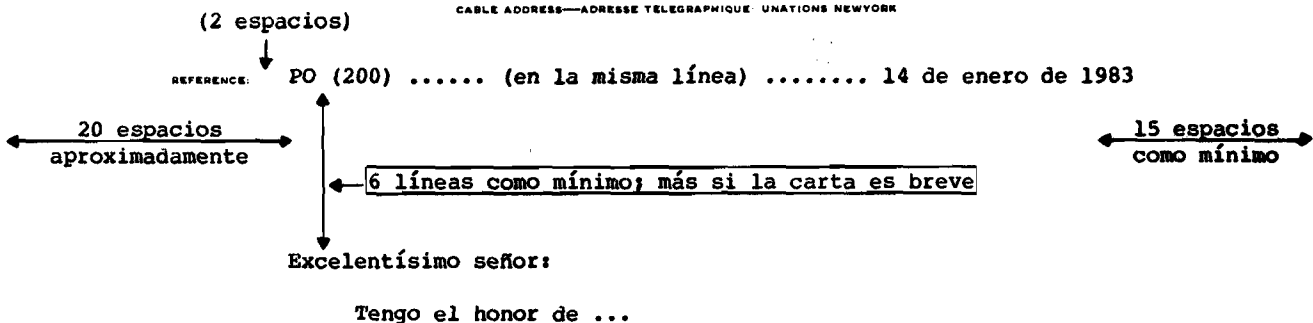 CABLE ADDRESS—ADRESSE TELEGRAPHIQUE: UNATIONS NEWYORK
(2 espacios)
REFERENCE: PO (200) ...... (en la misma línea) ........ 14 de enero de 1983
20 espacios aproximadamente
15 espacios como mínimo
6 líneas como mínimo; más si la carta es breve
Excelentísimo señor:
Tengo el honor de ...